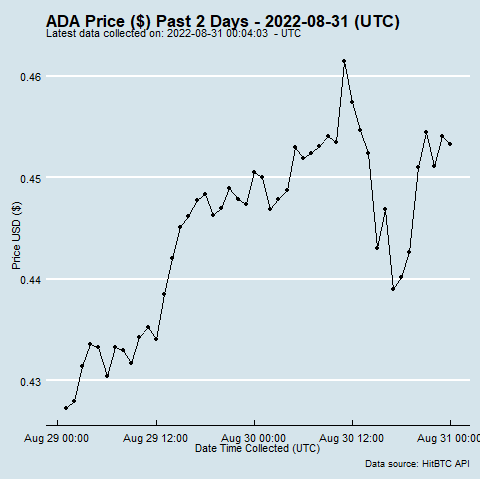 ADA Price ($) Past 2 Days - 2022-08-31 (UTC)
Latest data collected on: 2022-08-31 00:04:03 - UTC
0.46
0.45
0.44
0.43
Price USD ($)
Aug 29 00:00 Aug 29 12:00 Aug 30 00:00 Aug 30 12:00 Aug 31 00:00
Date Time Collected (UTC)
Data source: HitBTC API